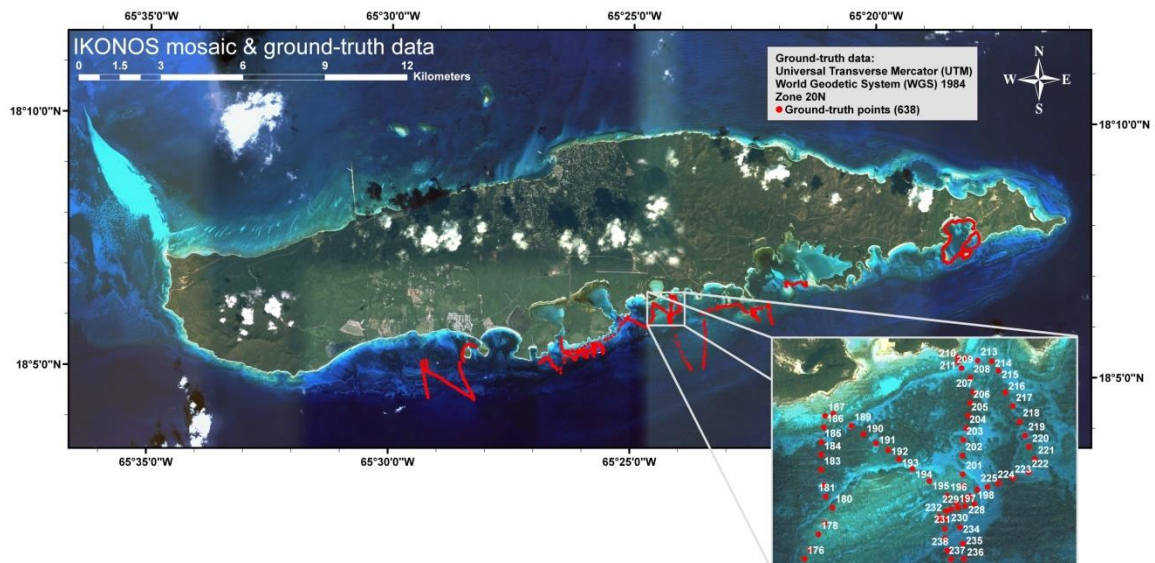 65°35'0"W 65°30'0"W 65°25'0"W 65°20'0"W
IKONOS mosaic & ground-truth data
0 1.5 3 6 9 12
Kilometers
Ground-truth data:
Universal Transverse Mercator (UTM)
World Geodetic System (WGS) 1984
Zone 20N
Ground-truth points (638)
N
W E
S
18°10'0"N 18°10'0"N
18°5'0"N 18°5'0"N
210 209 213
211 208 214
215
207
206 216
205 217
187 204 218
186 189
185 190 203 219
184 191 202 220
192 221
183 193 201 222
194 223
224
181 195 196 225
180 229 197 198
232 228
178 231 230
234
238 235
176 237 236
65°35'0"W 65°30'0"W 65°25'0"W